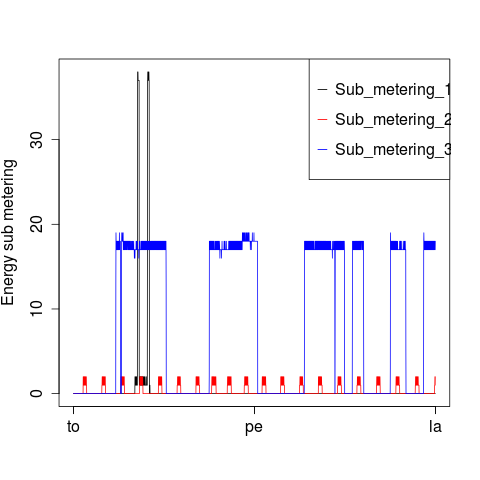 Sub_metering_1
Sub_metering_2
Sub_metering_3
Energy sub metering
30
20
10
0
to pe la